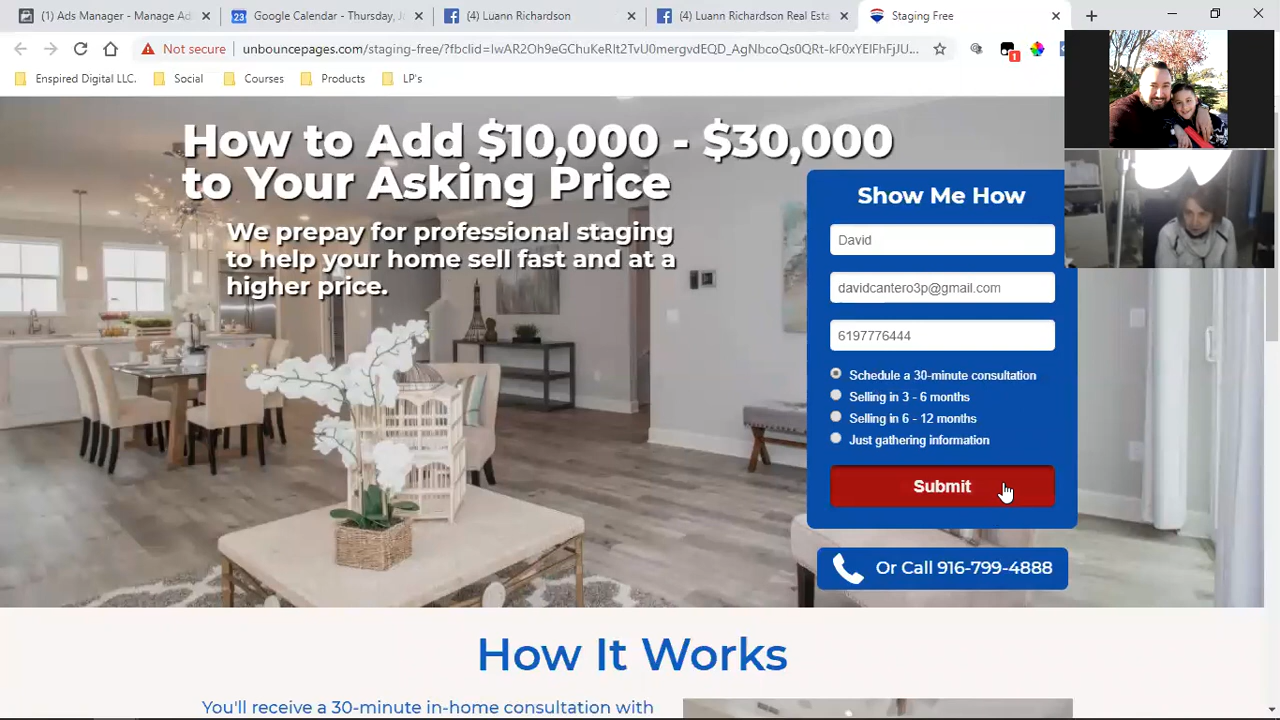 (1) Ads Manager - Manage Ad
Google Calendar - Thursday, J
(4) Luann Richardson
(4) Luann Richardson Real Esta
Staging Free
Not secure
unbouncepages.com/staging-free/?fbclid=
Enspired Digital LLC.
Social
Courses
Products
LP's
How to Add $10,000 - $30,000
to Your Asking Price
We prepay for professional staging
to help your home sell fast and at a
higher price.
Show Me How
David
davidcantero3p@gmail.com
6197776444
Schedule a 30-minute consultation
Selling in 3 - 6 months
Selling in 6 - 12 months
Just gathering information
Submit
Or Call 916-799-4888
How It Works
You'll receive a 30-minute in-home consultation with